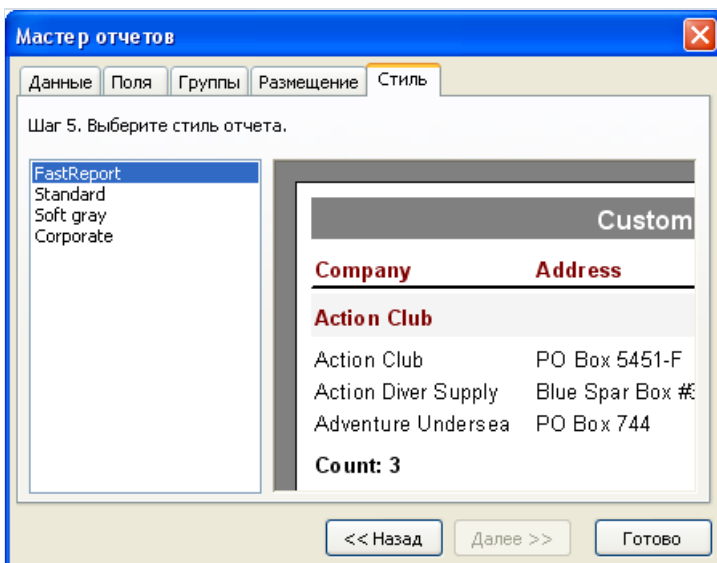 Мастер отчетов
Данные Поля Группы Размещение Стиль
Шаг 5. Выберите стиль отчета.
FastReport
Standard
Soft gray
Corporate
Custom
Company Address
Action Club
Action Club PO Box 5451-F
Action Diver Supply Blue Spar Box #3
Adventure Undersea PO Box 744
Count: 3
<< Назад Далее >> Готово